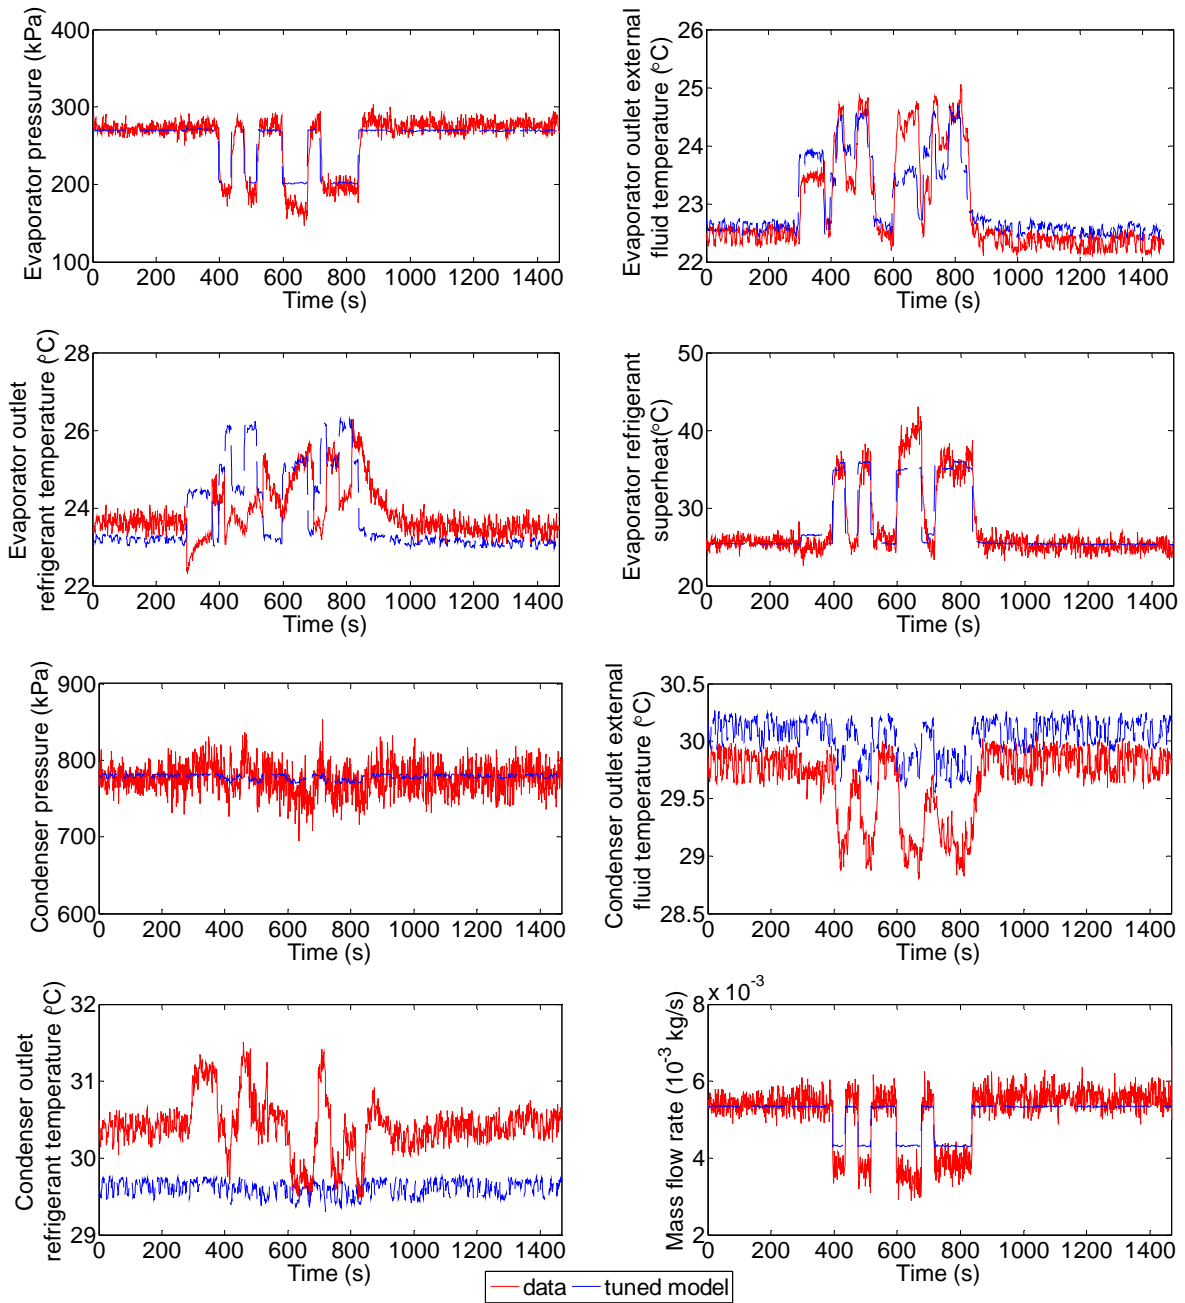 Evaporator pressure (kPa)
400
300
200
100
0 200 400 600 800 1000 1200 1400
Time (s)
Evaporator outlet external
fluid temperature (°C)
26
25
24
23
22
0 200 400 600 800 1000 1200 1400
Time (s)
Evaporator outlet
refrigerant temperature (°C)
28
26
24
22
0 200 400 600 800 1000 1200 1400
Time (s)
Evaporator refrigerant
superheat(°C)
50
40
30
20
0 200 400 600 800 1000 1200 1400
Time (s)
Condenser pressure (kPa)
900
800
700
600
0 200 400 600 800 1000 1200 1400
Time (s)
Condenser outlet external
fluid temperature (°C)
30.5
30
29.5
29
28.5
0 200 400 600 800 1000 1200 1400
Time (s)
Condenser outlet
refrigerant temperature (°C)
32
31
30
29
0 200 400 600 800 1000 1200 1400
Time (s)
Mass flow rate (10⁻³ kg/s)
x 10⁻³
8
6
4
2
0 200 400 600 800 1000 1200 1400
Time (s)
data tuned model